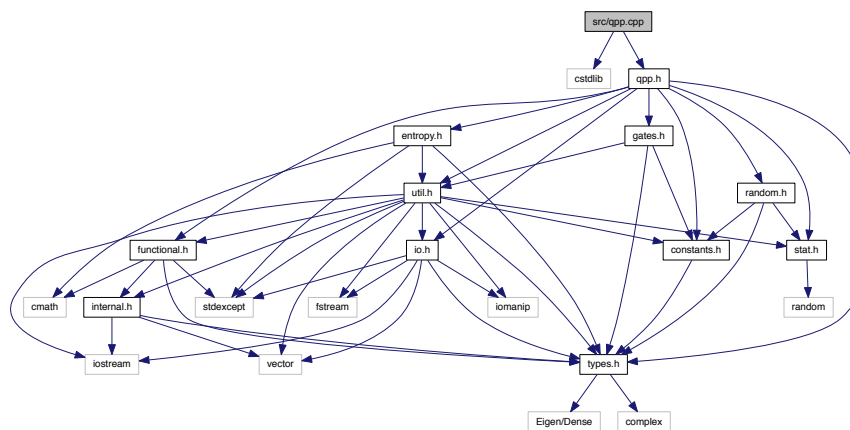 src/qpp.cpp
cstdlib
qpp.h
entropy.h
gates.h
util.h
random.h
functional.h
io.h
constants.h
stat.h
cmath
internal.h
stdexcept
fstream
iomanip
random
iostream
vector
types.h
Eigen/Dense
complex